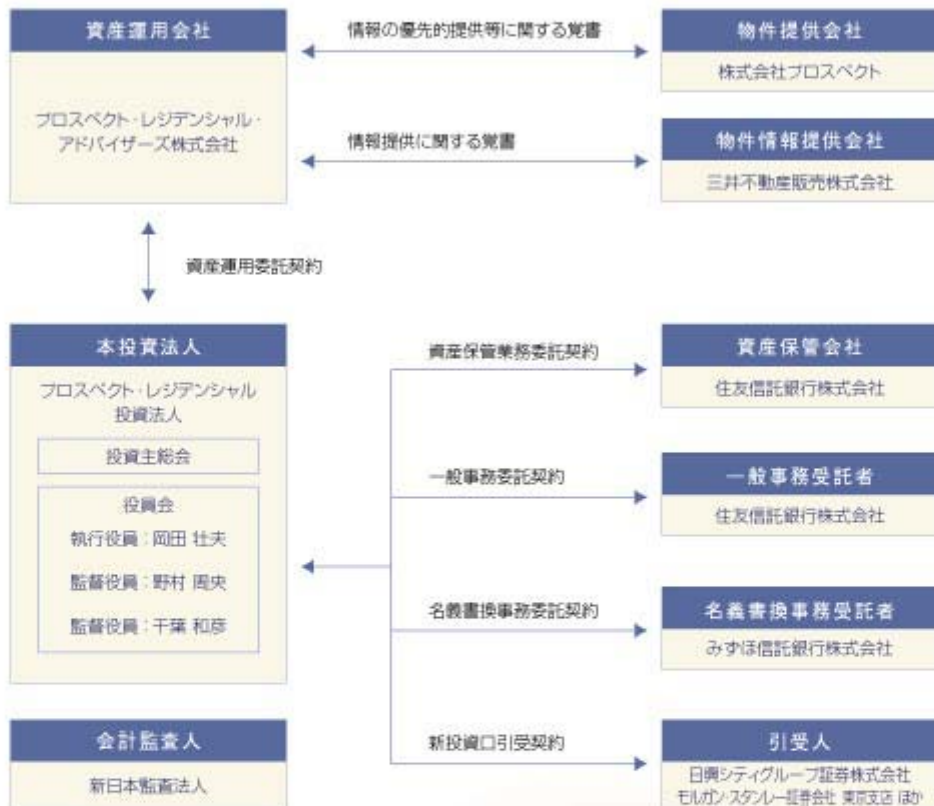 資産運用会社
プロスペクト・レジデンシャル・
アドバイザーズ株式会社
情報の優先的提供等に関する覚書
物件提供会社
株式会社プロスペクト
情報提供に関する覚書
物件情報提供会社
三井不動産販売株式会社
資産運用委託契約
本投資法人
プロスペクト・レジデンシャル
投資法人
投資主総会
役員会
執行役員:岡田 壮夫
監督役員:野村 周央
監督役員:千葉 和彦
資産保管業務委託契約
資産保管会社
住友信託銀行株式会社
一般事務委託契約
一般事務受託者
住友信託銀行株式会社
名義書換事務委託契約
名義書換事務受託者
みずほ信託銀行株式会社
会計監査人
新日本監査法人
新投資口引受契約
引受人
日興シティグループ証券株式会社
モルガン・スタンレー証券会社 東京支店 ほか